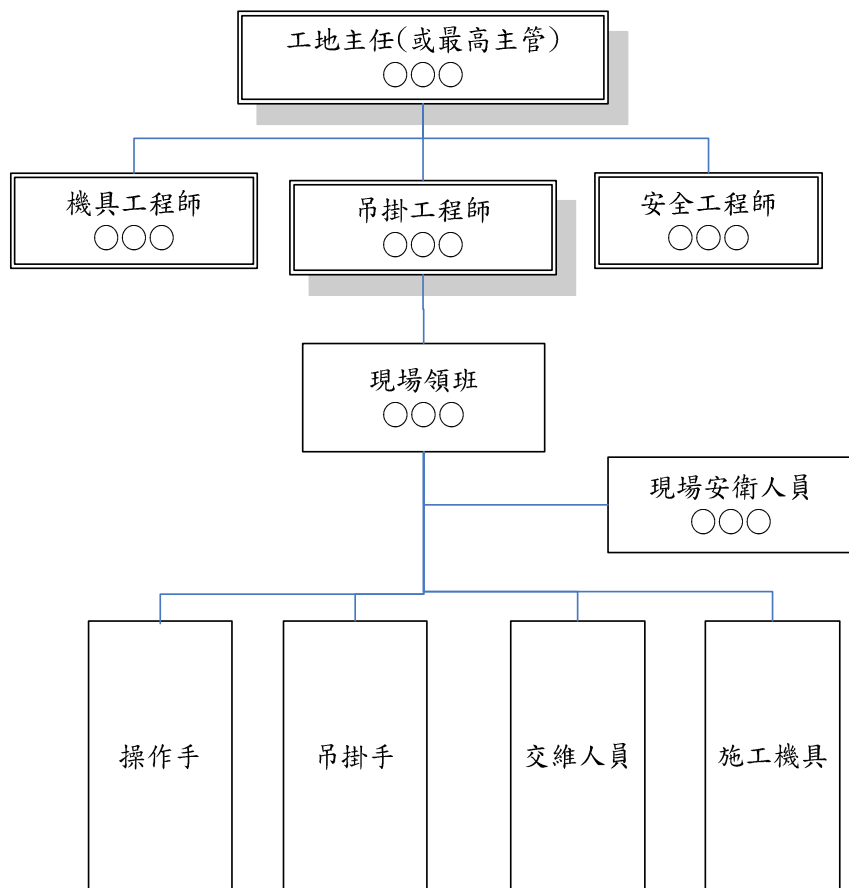 工地主任(或最高主管)
○○○
機具工程師
○○○
吊掛工程師
○○○
安全工程師
○○○
現場領班
○○○
現場安衛人員
○○○
操作手
吊掛手
交維人員
施工機具